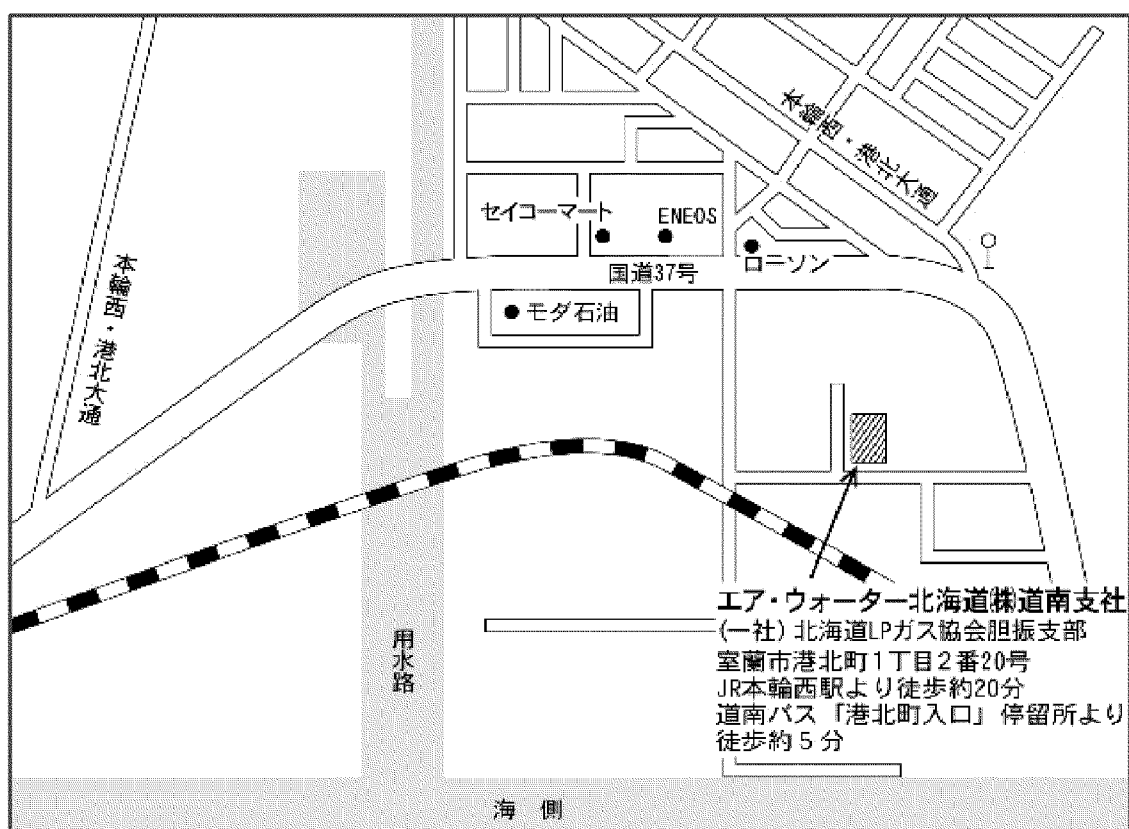 本輪西・港北大通
セイコーマート
ENEOS
ローソン
国道37号
モダ石油
本輪西・港北大通
用水路
エア・ウォーター北海道㈱道南支社
(一社)北海道LPガス協会胆振支部
室蘭市港北町1丁目2番20号
JR本輪西駅より徒歩約20分
道南バス「港北町入口」停留所より
徒歩約5分
海側